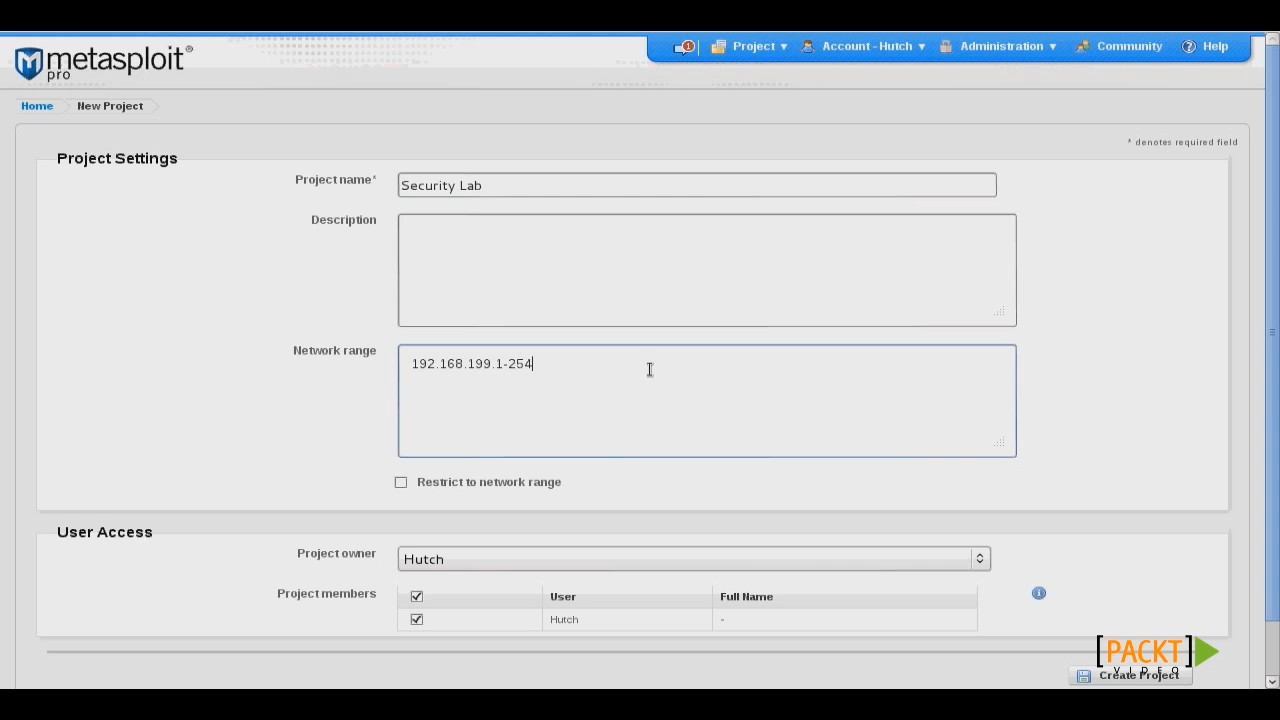 metasploit®
pro
1
Project ▼
Account - Hutch ▼
Administration ▼
Community
Help
Home
New Project
* denotes required field
Project Settings
Project name*
Security Lab
Description
Network range
192.168.199.1-254
Restrict to network range
User Access
Project owner
Hutch
Project members
User
Full Name
Hutch
-
[PACKT]
VIDEO
Create Project